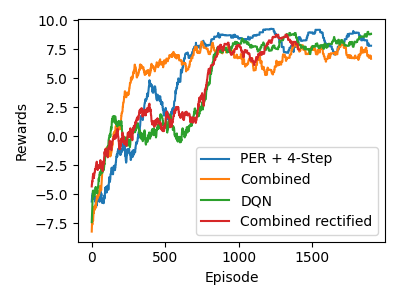 10.0
7.5
5.0
2.5
0.0
−2.5
−5.0
−7.5
Rewards
PER + 4-Step
Combined
DQN
Combined rectified
0
500
1000
1500
Episode